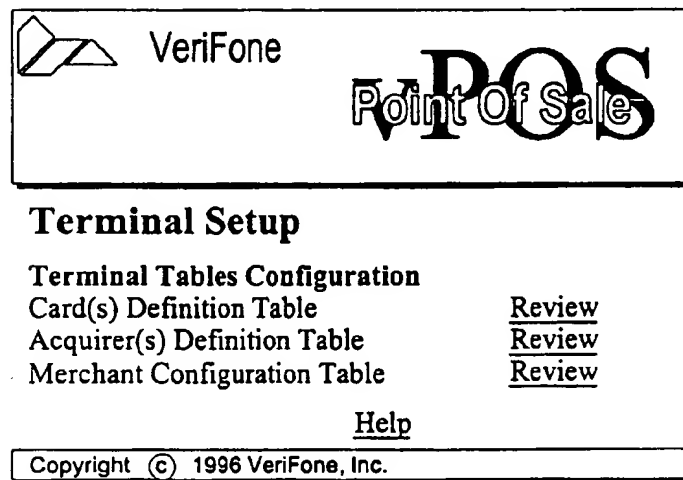 VeriFone
vPOS
Point Of Sale
Terminal Setup
Terminal Tables Configuration
Card(s) Definition Table Review
Acquirer(s) Definition Table Review
Merchant Configuration Table Review
Help
Copyright © 1996 VeriFone, Inc.